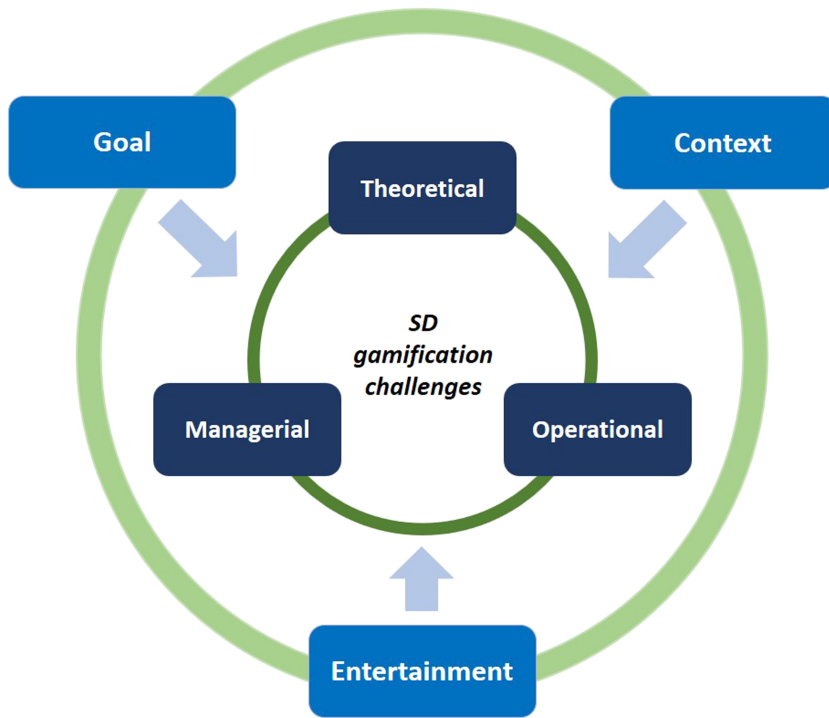 Goal
Context
Theoretical
SD
gamification
challenges
Managerial
Operational
Entertainment